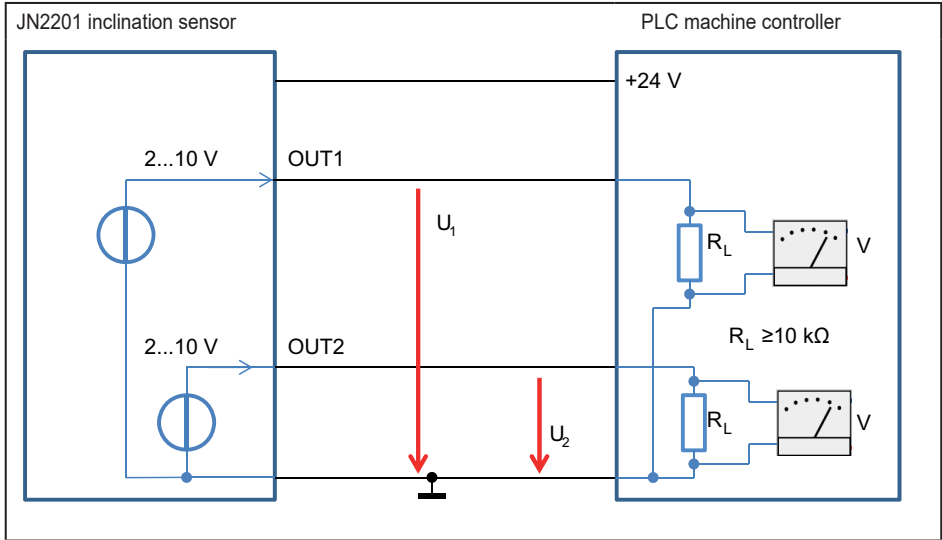 JN2201 inclination sensor
PLC machine controller
+24 V
2...10 V
OUT1
U1
RL
V
RL ≥10 kΩ
2...10 V
OUT2
U2
RL
V